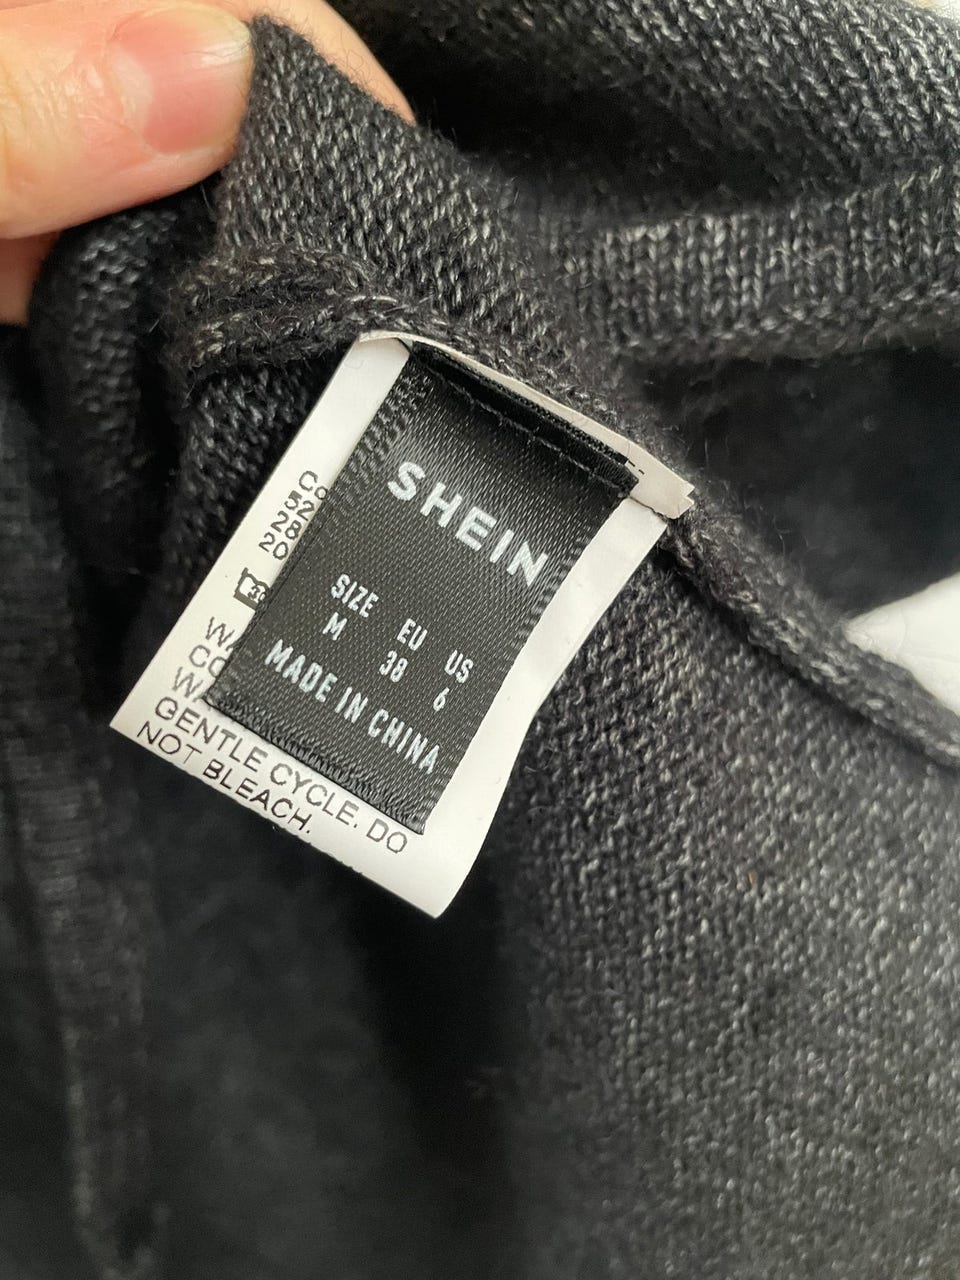 SHEIN
SIZE EU US
M 38 6
MADE IN CHINA
GENTLE CYCLE. DO
NOT BLEACH.